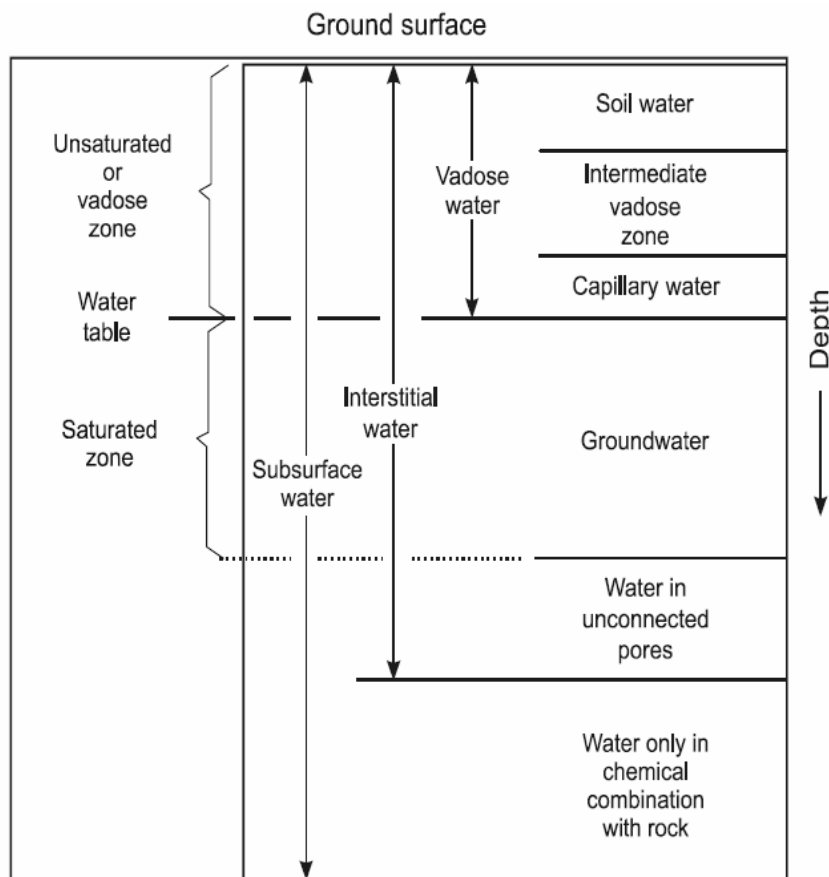 Ground surface
Unsaturated
or
vadose
zone
Water
table
Saturated
zone
Subsurface
water
Interstitial
water
Vadose
water
Soil water
Intermediate
vadose
zone
Capillary water
Groundwater
Water in
unconnected
pores
Water only in
chemical
combination
with rock
Depth